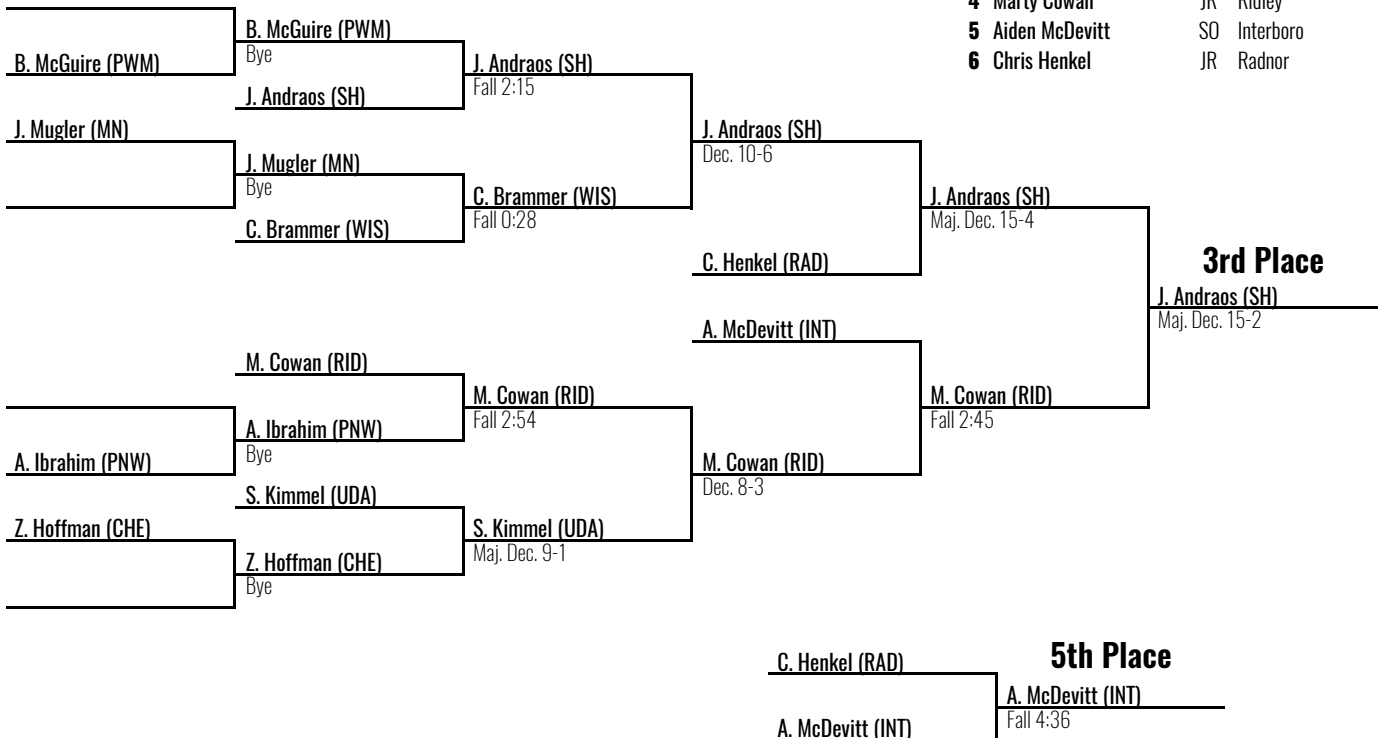 4 Marty Cowan JR Ridley
5 Aiden McDevitt SO Interboro
6 Chris Henkel JR Radnor
B. McGuire (PWM)
B. McGuire (PWM)
Bye
J. Andraos (SH)
J. Andraos (SH)
Fall 2:15
J. Mugler (MN)
J. Mugler (MN)
Bye
C. Brammer (WIS)
C. Brammer (WIS)
Fall 0:28
J. Andraos (SH)
Dec. 10-6
C. Henkel (RAD)
J. Andraos (SH)
Maj. Dec. 15-4
3rd Place
J. Andraos (SH)
Maj. Dec. 15-2
A. McDevitt (INT)
M. Cowan (RID)
M. Cowan (RID)
Fall 2:54
M. Cowan (RID)
Fall 2:45
A. Ibrahim (PNW)
A. Ibrahim (PNW)
Bye
M. Cowan (RID)
Dec. 8-3
S. Kimmel (UDA)
Z. Hoffman (CHE)
S. Kimmel (UDA)
Maj. Dec. 9-1
Z. Hoffman (CHE)
Bye
5th Place
C. Henkel (RAD)
A. McDevitt (INT)
Fall 4:36
A. McDevitt (INT)